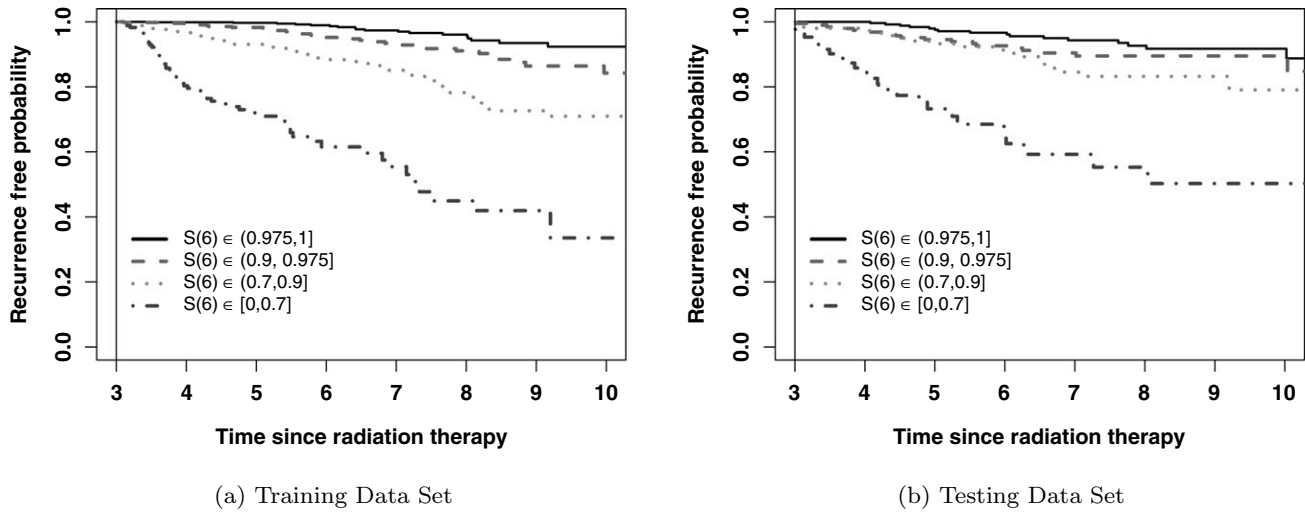 Recurrence free probability
1.0
0.8
0.6
0.4
0.2
0.0
S(6) ∈ (0.975,1]
S(6) ∈ (0.9, 0.975]
S(6) ∈ (0.7,0.9]
S(6) ∈ [0,0.7]
3 4 5 6 7 8 9 10
Time since radiation therapy
(a) Training Data Set
Recurrence free probability
1.0
0.8
0.6
0.4
0.2
0.0
S(6) ∈ (0.975,1]
S(6) ∈ (0.9, 0.975]
S(6) ∈ (0.7,0.9]
S(6) ∈ [0,0.7]
3 4 5 6 7 8 9 10
Time since radiation therapy
(b) Testing Data Set